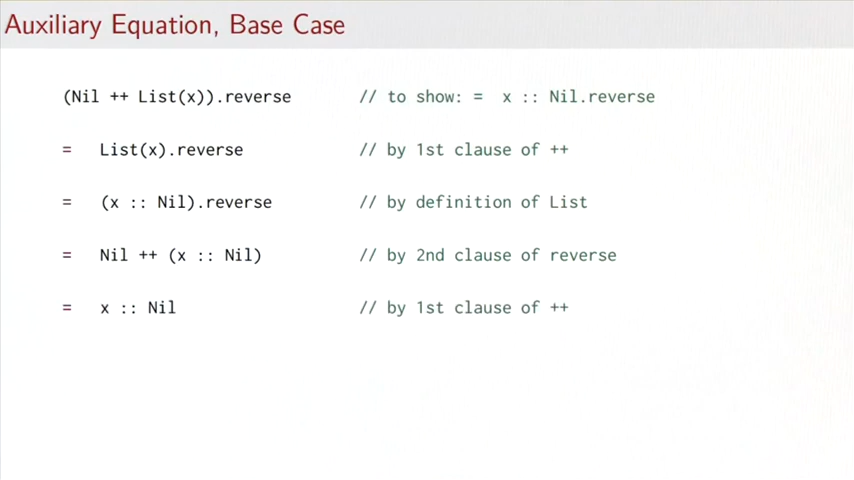 Auxiliary Equation, Base Case
(Nil ++ List(x)).reverse // to show: = x :: Nil.reverse
= List(x).reverse // by 1st clause of ++
= (x :: Nil).reverse // by definition of List
= Nil ++ (x :: Nil) // by 2nd clause of reverse
= x :: Nil // by 1st clause of ++